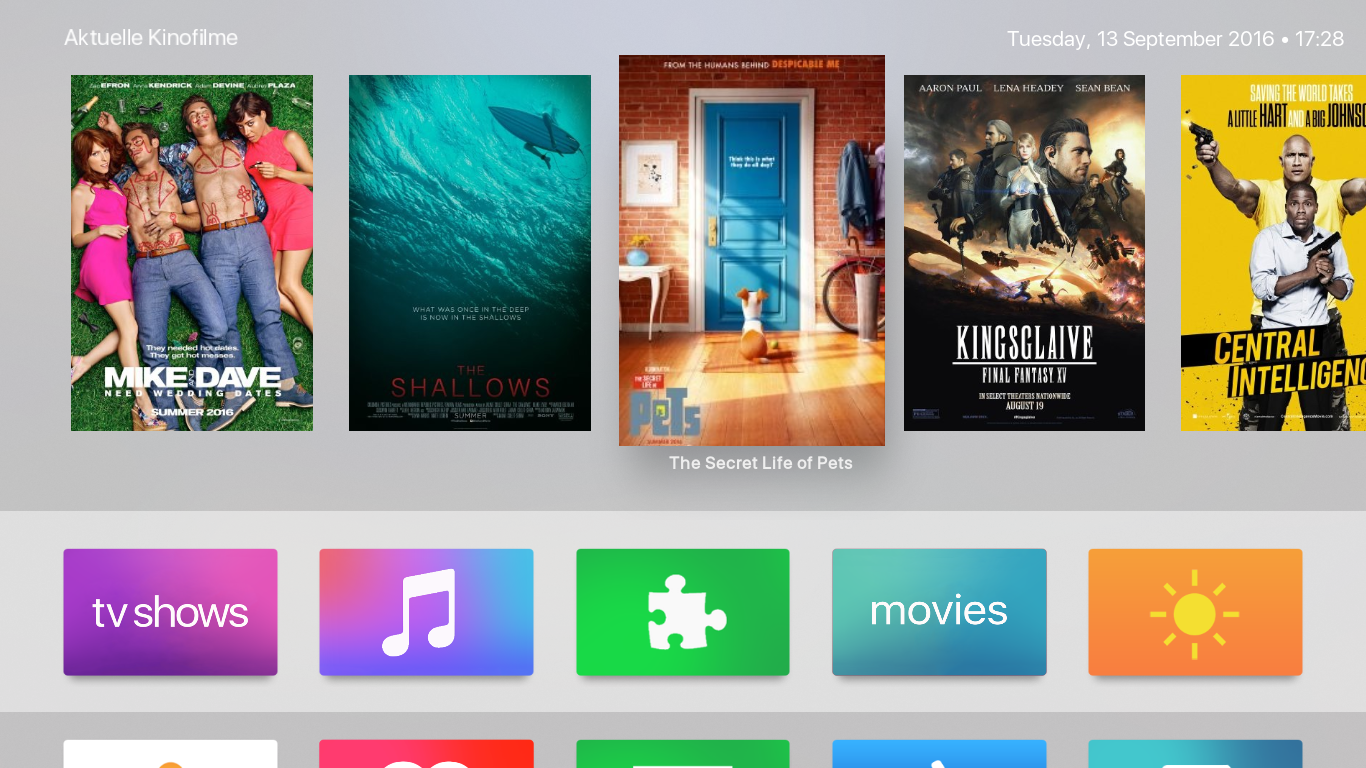 Aktuelle Kinofilme
Tuesday, 13 September 2016 • 17:28
Zac EFRON Anna KENDRICK Adam DEVINE Aubrey PLAZA
They needed hot dates.
They got hot messes.
MIKE AND DAVE
NEED WEDDING DATES
SUMMER 2016
WHAT WAS ONCE IN THE DEEP
IS NOW IN THE SHALLOWS
THE
SHALLOWS
SUMMER
FROM THE HUMANS BEHIND DESPICABLE ME
Think this is what
they do all day?
THE SECRET
LIFE OF
PETS
SUMMER 2016
The Secret Life of Pets
AARON PAUL LENA HEADEY SEAN BEAN
KINGSGLAIVE
FINAL FANTASY XV
IN SELECT THEATERS NATIONWIDE
AUGUST 19
SAVING THE WORLD TAKES
A LITTLE HART AND A BIG JOHNSO
CENTRAL
INTELLIGENC
tv shows
movies